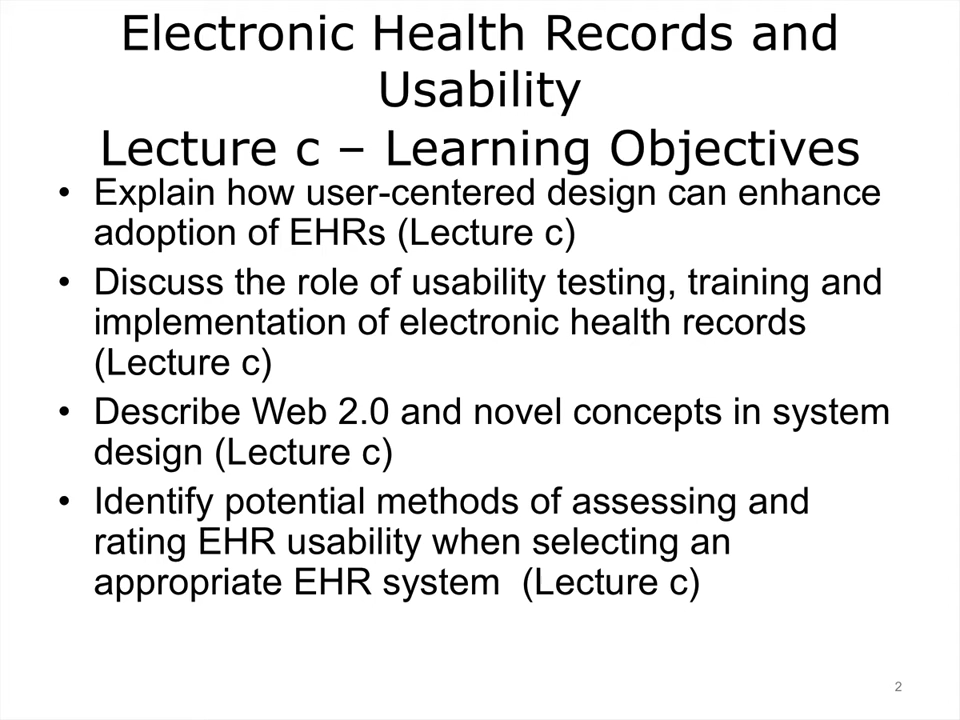 Electronic Health Records and
Usability
Lecture c – Learning Objectives
• Explain how user-centered design can enhance
adoption of EHRs (Lecture c)
• Discuss the role of usability testing, training and
implementation of electronic health records
(Lecture c)
• Describe Web 2.0 and novel concepts in system
design (Lecture c)
• Identify potential methods of assessing and
rating EHR usability when selecting an
appropriate EHR system  (Lecture c)
2